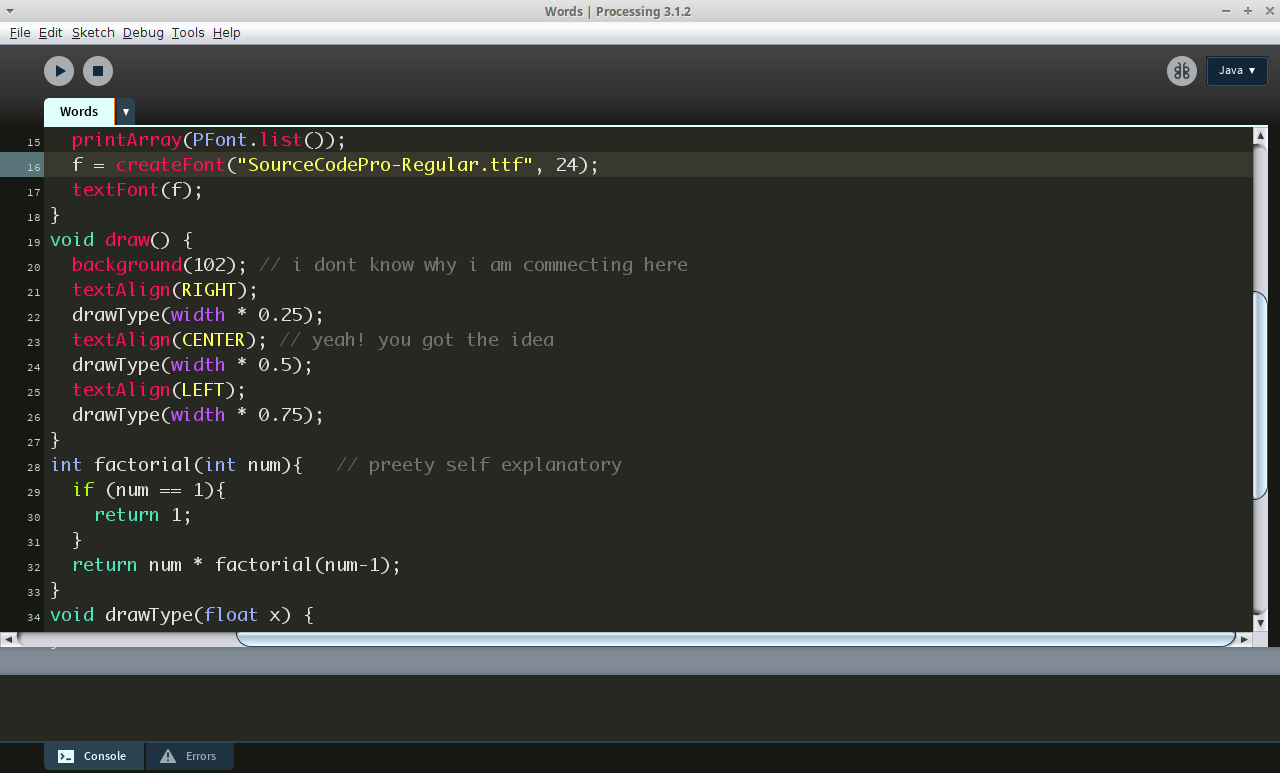 Words | Processing 3.1.2
File Edit Sketch Debug Tools Help
Java ▾
Words ▾
15 printArray(PFont.list());
16 f = createFont("SourceCodePro-Regular.ttf", 24);
17 textFont(f);
18 }
19 void draw() {
20 background(102); // i dont know why i am commecting here
21 textAlign(RIGHT);
22 drawType(width * 0.25);
23 textAlign(CENTER); // yeah! you got the idea
24 drawType(width * 0.5);
25 textAlign(LEFT);
26 drawType(width * 0.75);
27 }
28 int factorial(int num){   // preety self explanatory
29 if (num == 1){
30 return 1;
31 }
32 return num * factorial(num-1);
33 }
34 void drawType(float x) {
Console Errors